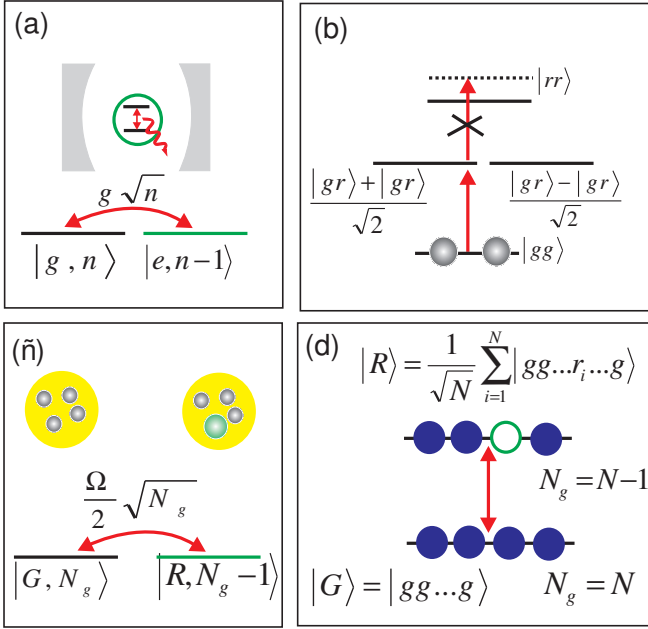 (a)
g √n
|g , n ⟩ |e, n−1⟩
(b)
|rr⟩
|gr⟩+|gr⟩ / √2
|gr⟩−|gr⟩ / √2
|gg⟩
(ñ)
Ω/2 √N_g
|G , N_g ⟩ |R, N_g −1⟩
(d)
|R⟩ = 1/√N ∑_{i=1}^{N} |gg...r_i...g⟩
N_g = N−1
|G⟩ = |gg...g⟩ N_g = N